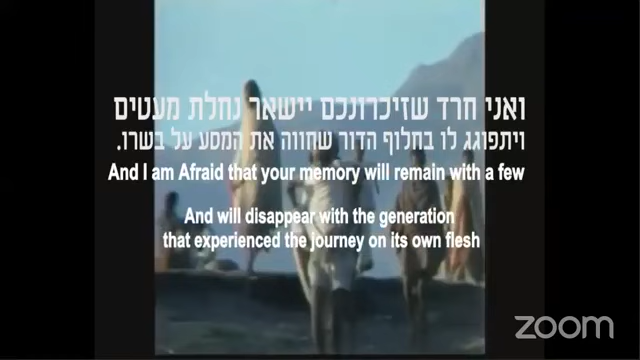 ואני חרד שזיכרונכם יישאר נחלת מעטים
ויתפוגג לו בחלוף הדור שחווה את המסע על בשרו.
And I am Afraid that your memory will remain with a few
And will disappear with the generation
that experienced the journey on its own flesh
zoom